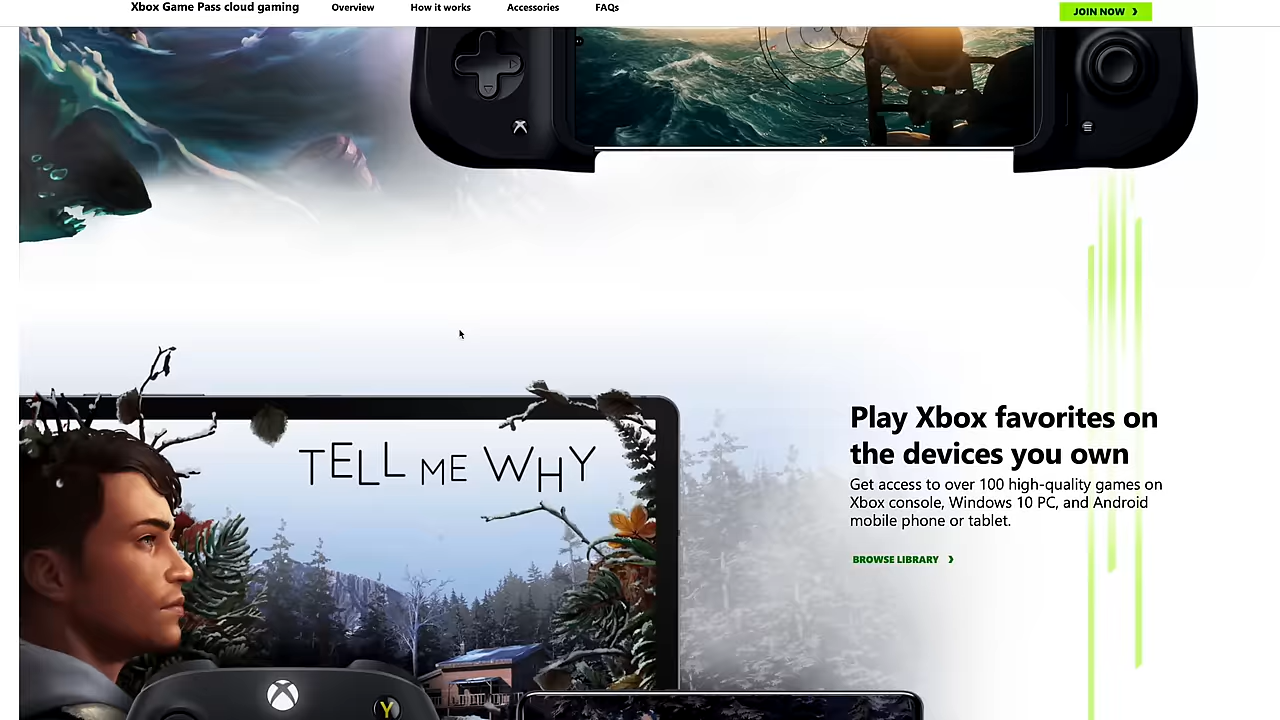 Xbox Game Pass cloud gaming
Overview
How it works
Accessories
FAQs
JOIN NOW
TELL ME WHY
Play Xbox favorites on
the devices you own
Get access to over 100 high-quality games on
Xbox console, Windows 10 PC, and Android
mobile phone or tablet.
BROWSE LIBRARY
Y